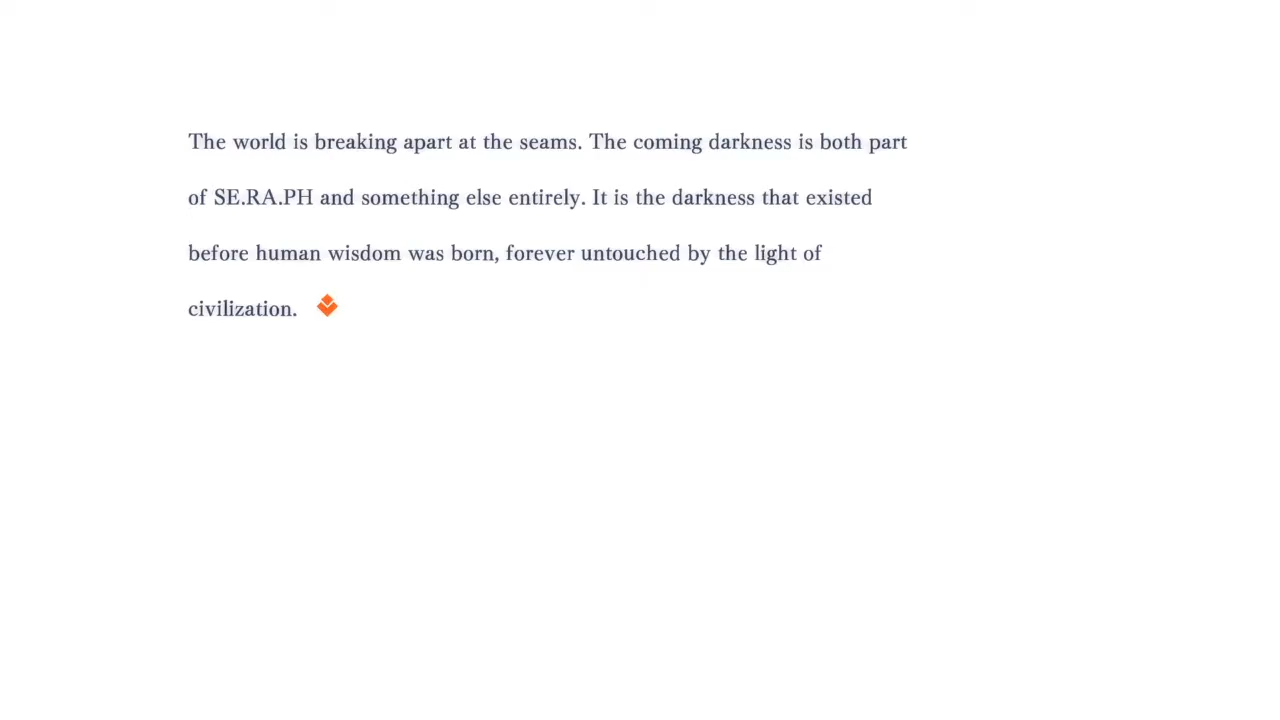 The world is breaking apart at the seams. The coming darkness is both part
of SE.RA.PH and something else entirely. It is the darkness that existed
before human wisdom was born, forever untouched by the light of
civilization.